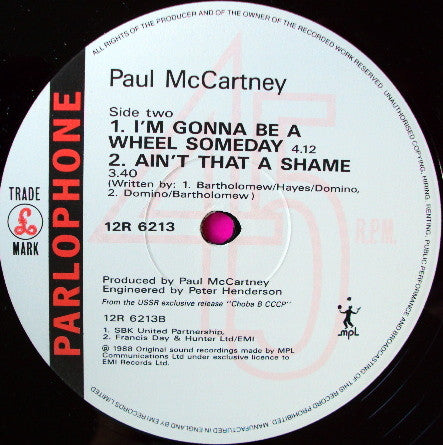 ALL RIGHTS OF THE PRODUCER AND OF THE OWNER OF THE RECORDED WORK RESERVED. UNAUTHORISED COPYING, HIRING, RENTING, PUBLIC PERFORMANCE AND BROADCASTING OF THIS RECORD PROHIBITED. MANUFACTURED IN ENGLAND BY EMI RECORDS LIMITED
PARLOPHONE
TRADE
£
MARK
45
R.P.M.
Paul McCartney
Side two
1. I'M GONNA BE A
WHEEL SOMEDAY 4.12
2. AIN'T THAT A SHAME
3.40
(Written by: 1. Bartholomew/Hayes/Domino,
2. Domino/Bartholomew)
12R 6213
Produced by Paul McCartney
Engineered by Peter Henderson
From the USSR exclusive release "Choba B CCCP"
12R 6213B
1. SBK United Partnership,
2. Francis Day & Hunter Ltd/EMI
℗ 1988 Original sound recordings made by MPL
Communications Ltd under exclusive licence to
EMI Records Ltd.
mpl